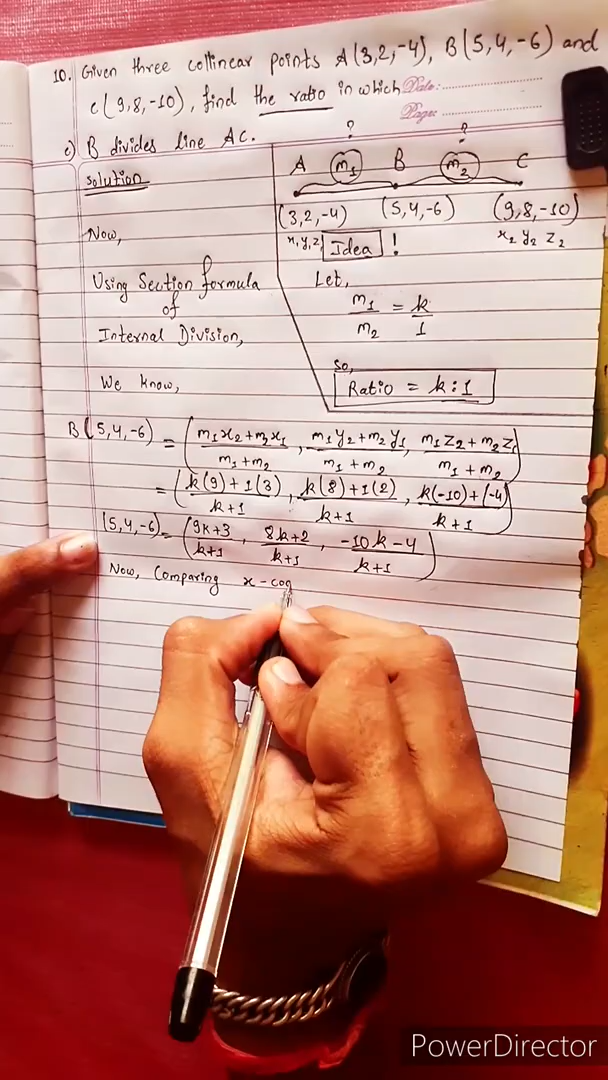 10. Given three collinear points A(3,2,-4), B(5,4,-6) and
C(9,8,-10), find the ratio in which
Date:
Page:
c) B divides line AC.
solution
? ?
A m₁ B m₂ C
(3,2,-4) (5,4,-6) (9,8,-10)
x₁y₁z₁ x₂ y₂ z₂
Idea !
Now,
Using Section formula
of
Internal Division,
We know,
Let,
m₁/m₂ = k/1
So,
Ratio = k:1
B(5,4,-6) = ((m₁x₂+m₂x₁)/(m₁+m₂), (m₁y₂+m₂y₁)/(m₁+m₂), (m₁z₂+m₂z₁)/(m₁+m₂))
= ((k(9)+1(3))/(k+1), (k(8)+1(2))/(k+1), (k(-10)+(-4))/(k+1))
(5,4,-6) = ((9k+3)/(k+1), (8k+2)/(k+1), (-10k-4)/(k+1))
Now, Comparing x-coo
PowerDirector